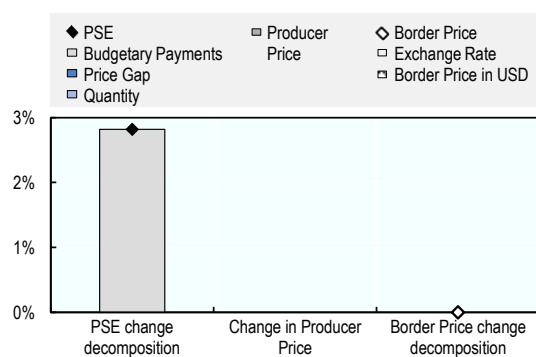 PSE
Budgetary Payments
Price Gap
Quantity
Producer
Price
Border Price
Exchange Rate
Border Price in USD
3%
2%
1%
0%
PSE change
decomposition
Change in Producer
Price
Border Price change
decomposition